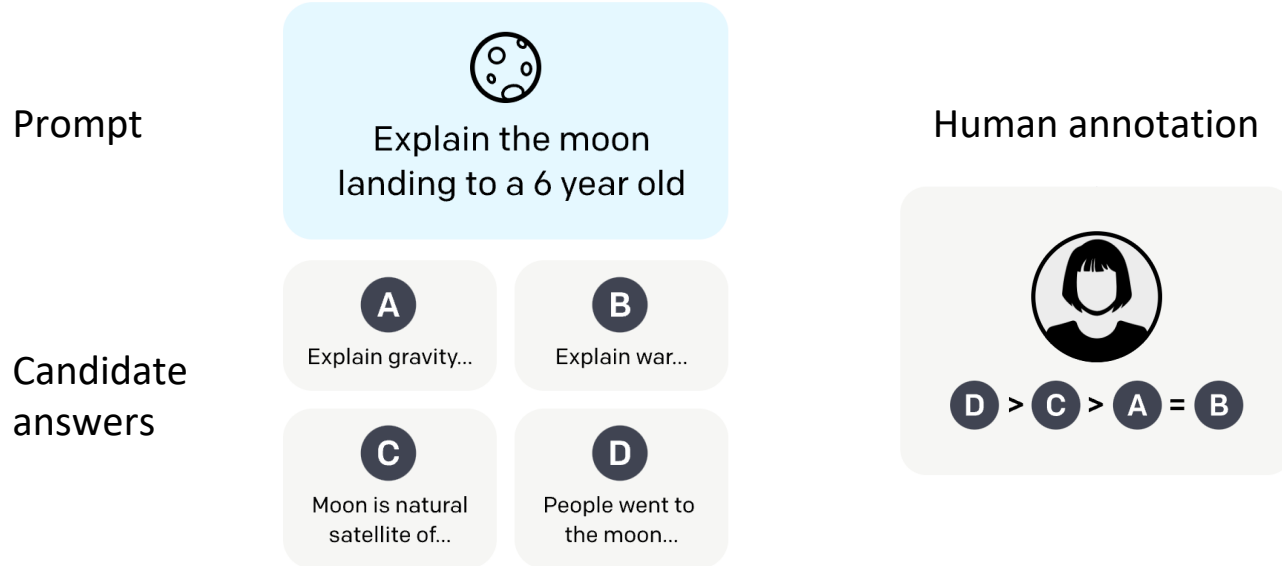 Prompt
Explain the moon
landing to a 6 year old
Human annotation
Candidate
answers
A
Explain gravity...
B
Explain war...
C
Moon is natural
satellite of...
D
People went to
the moon...
D > C > A = B